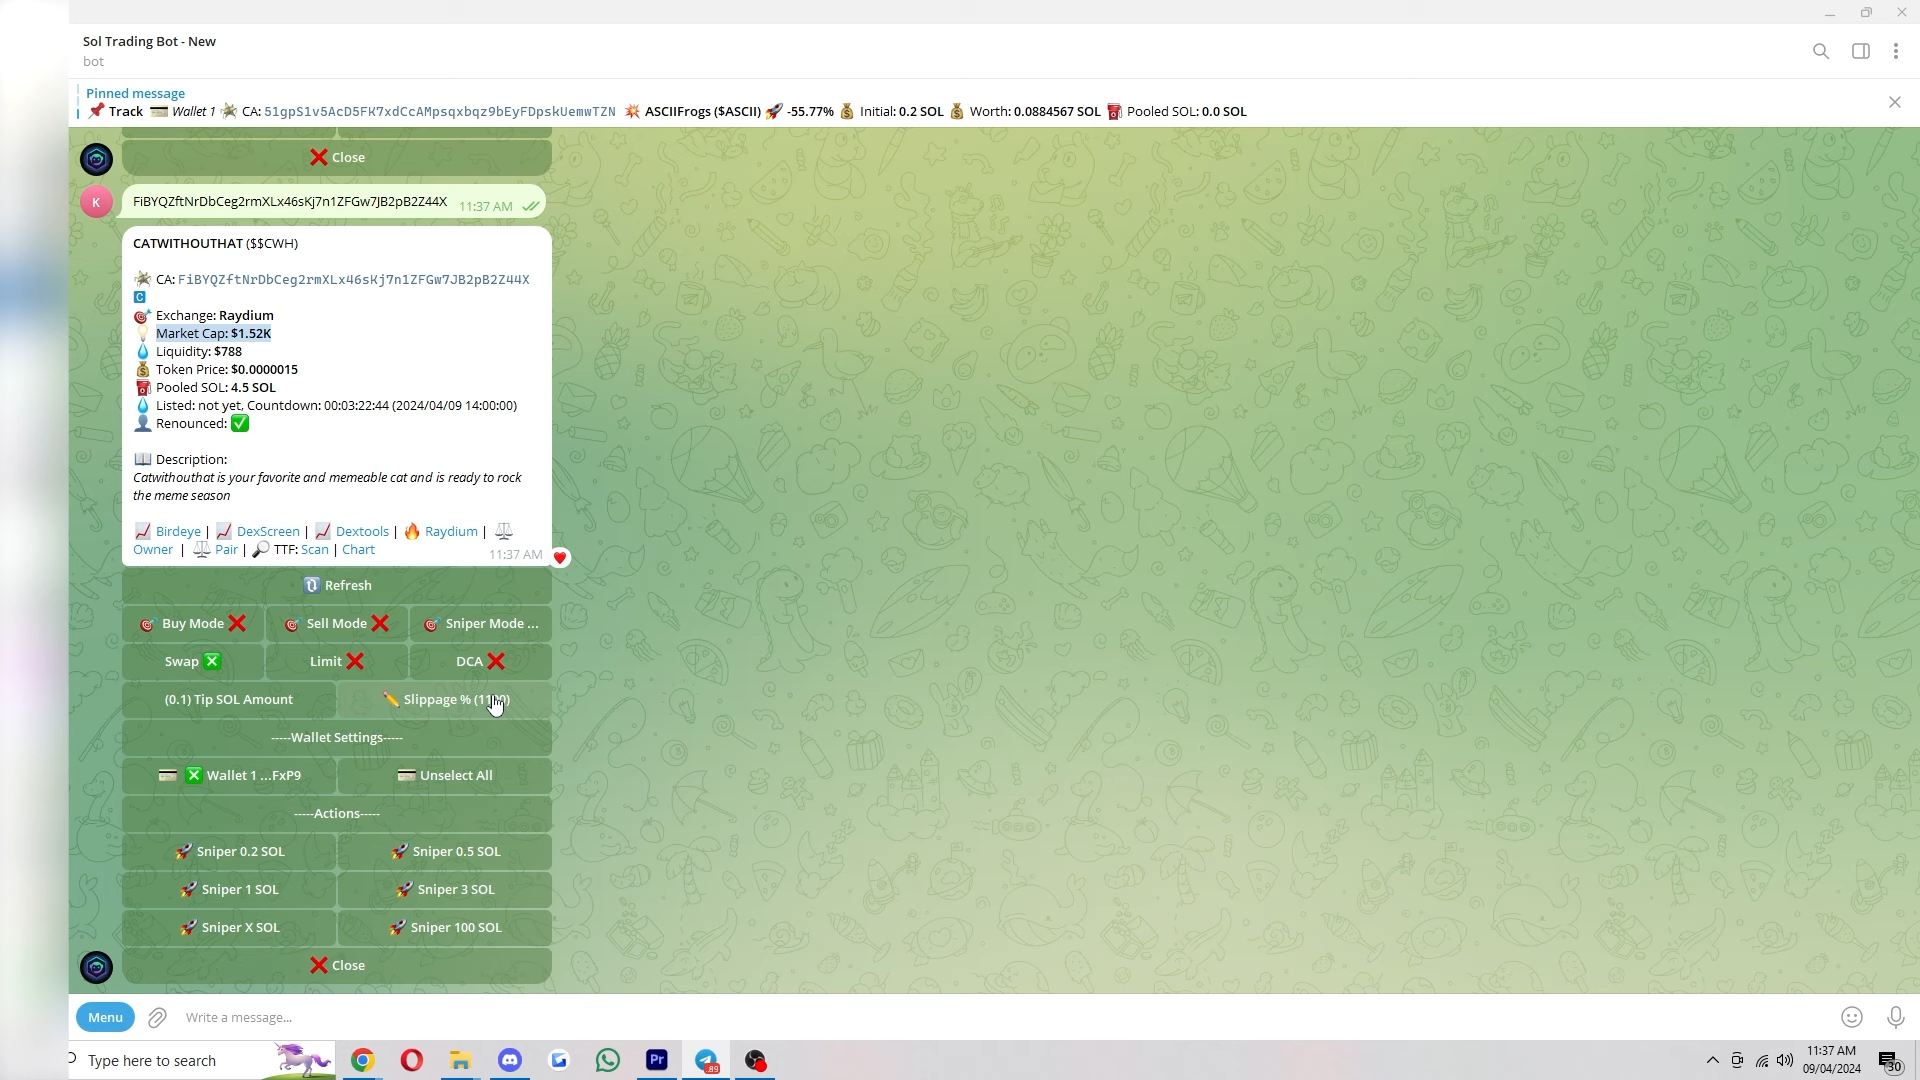 Sol Trading Bot - New
bot
Pinned message
Track Wallet 1 CA: 51gpS1v5AcD5FK7xdCcAMpsqxbqz9bEyFDpskUemwTZN ASCIIFrogs ($ASCII) -55.77% Initial: 0.2 SOL Worth: 0.0884567 SOL Pooled SOL: 0.0 SOL
Close
K
FiBYQZftNrDbCeg2rmXLx46sKj7n1ZFGw7JB2pB2Z44X 11:37 AM
CATWITHOUTHAT ($$CWH)
CA: FiBYQZftNrDbCeg2rmXLx46sKj7n1ZFGw7JB2pB2Z44X
C
Exchange: Raydium
Market Cap: $1.52K
Liquidity: $788
Token Price: $0.0000015
Pooled SOL: 4.5 SOL
Listed: not yet, Countdown: 00:03:22:44 (2024/04/09 14:00:00)
Renounced:
Description:
Catwithouthat is your favorite and memeable cat and is ready to rock
the meme season
Birdeye | DexScreen | Dextools | Raydium |
Owner | Pair | TTF: Scan | Chart
11:37 AM
Refresh
Buy Mode Sell Mode Sniper Mode ...
Swap Limit DCA
(0.1) Tip SOL Amount Slippage %
-----Wallet Settings-----
Wallet 1 ...FxP9 Unselect All
-----Actions-----
Sniper 0.2 SOL Sniper 0.5 SOL
Sniper 1 SOL Sniper 3 SOL
Sniper X SOL Sniper 100 SOL
Close
Menu Write a message...
Type here to search
Pr
.89
11:37 AM
09/04/2024
30